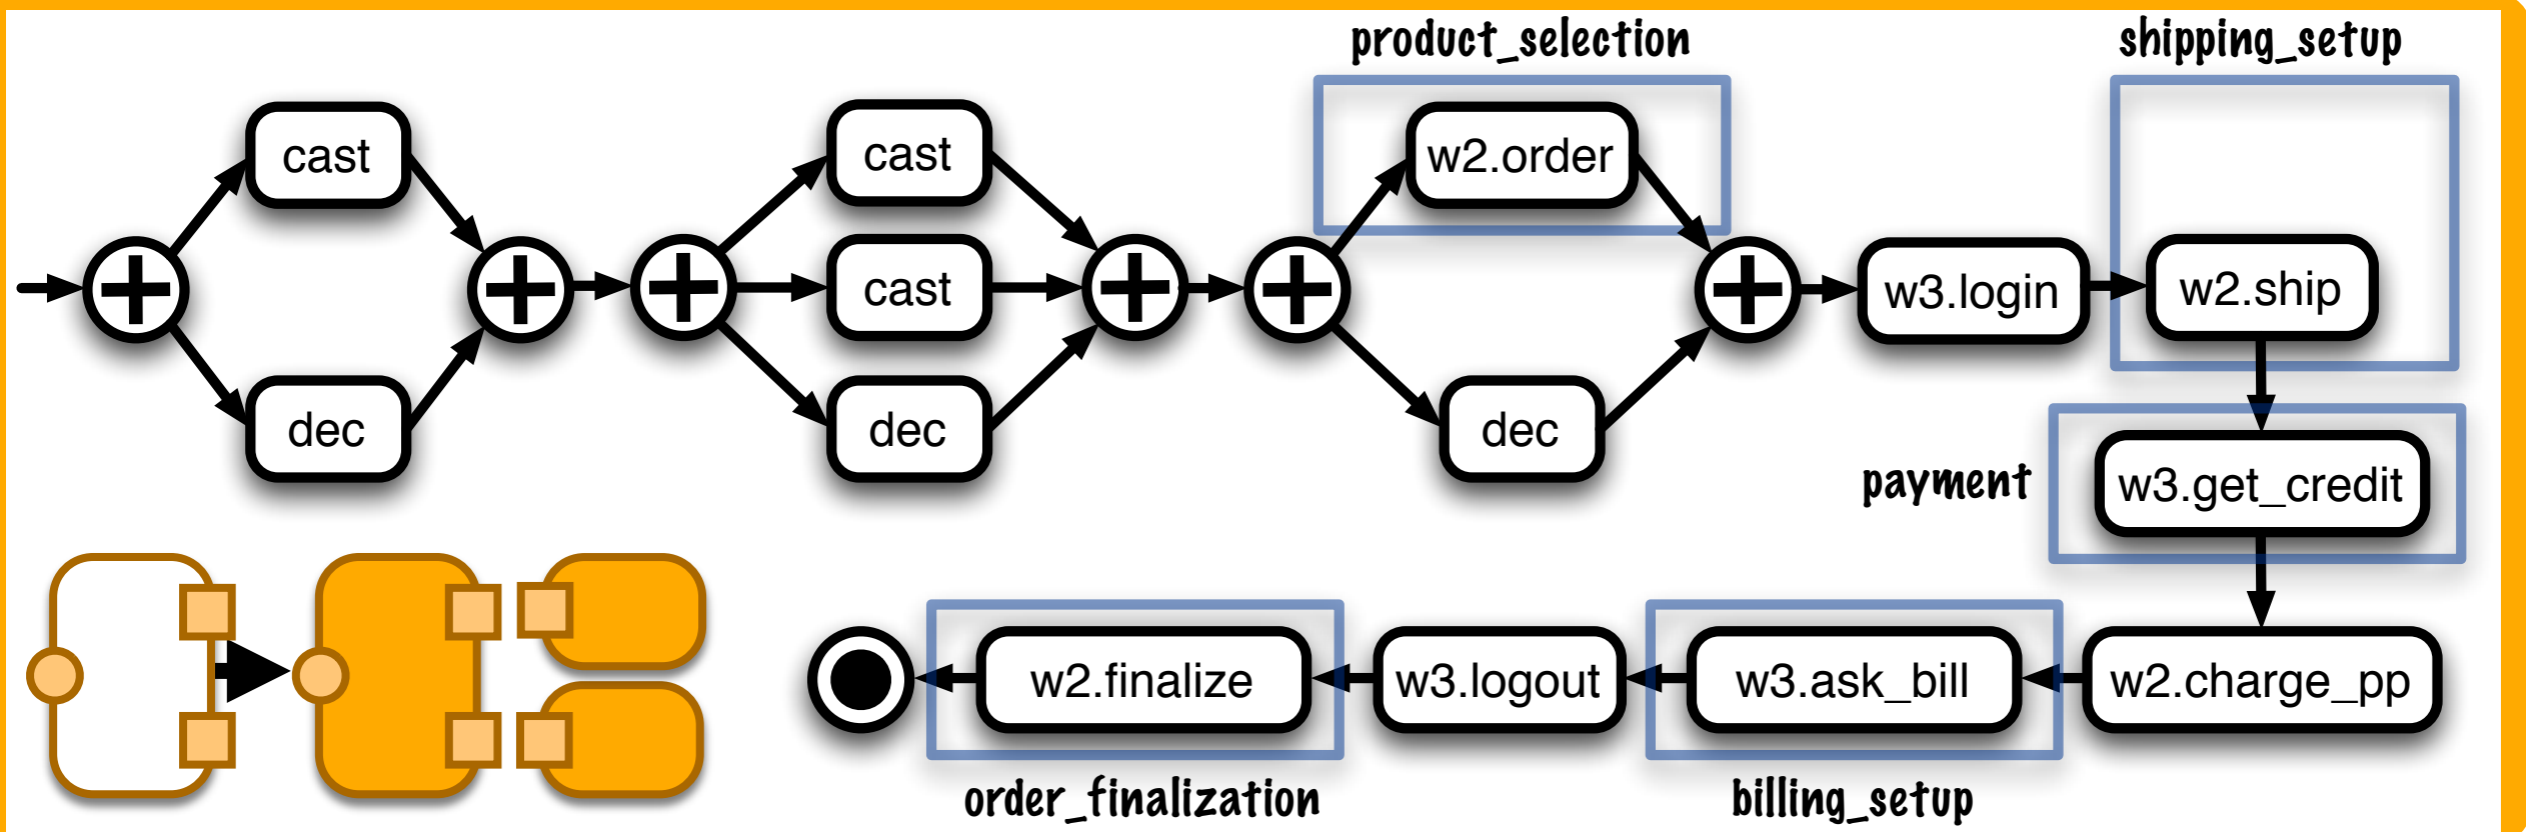 product_selection
shipping_setup
cast
cast
w2.order
cast
w3.login
w2.ship
dec
dec
dec
payment
w3.get_credit
w2.finalize
w3.logout
w3.ask_bill
w2.charge_pp
order_finalization
billing_setup